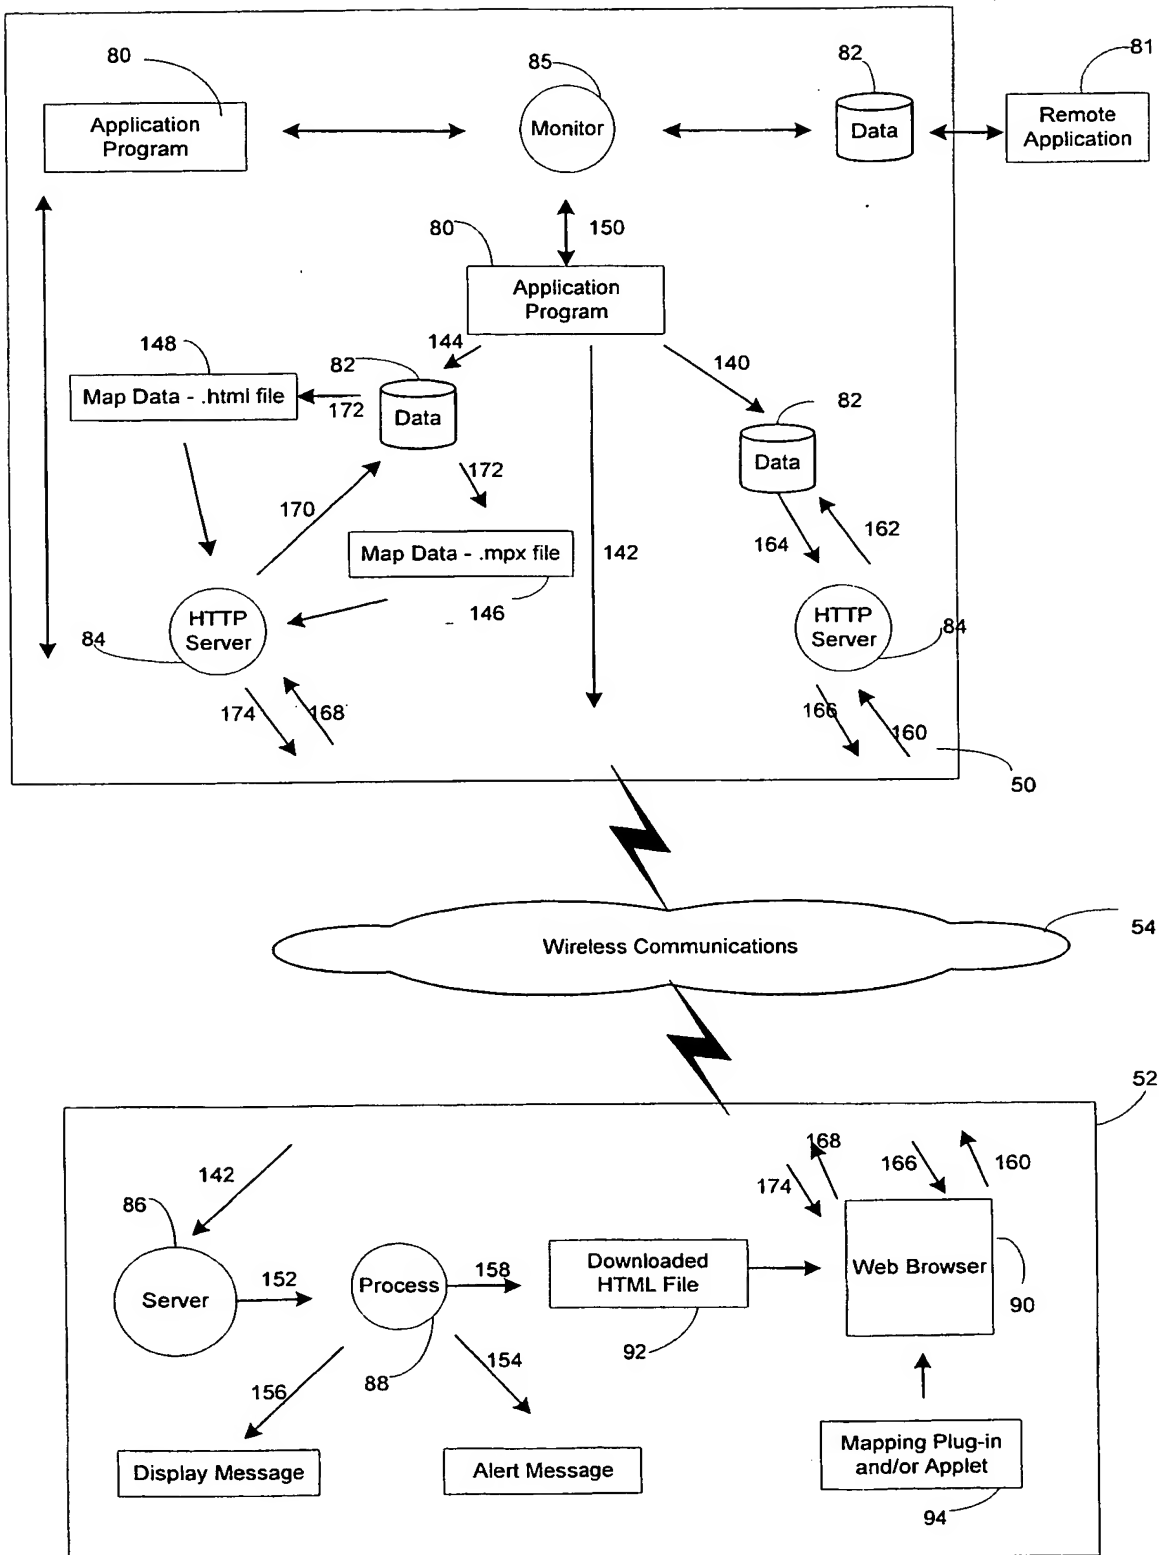 80
85
82
81
Application
Program
Monitor
Data
Remote
Application
80
150
Application
Program
148
144
82
140
82
Map Data - .html file
172
Data
Data
172
170
Map Data - .mpx file
142
164
162
146
HTTP
Server
84
HTTP
Server
84
174
168
166
160
50
Wireless Communications
54
52
168
142
174
166
160
86
Server
152
Process
158
Downloaded
HTML File
Web Browser
90
92
154
156
88
Display Message
Alert Message
Mapping Plug-in
and/or Applet
94